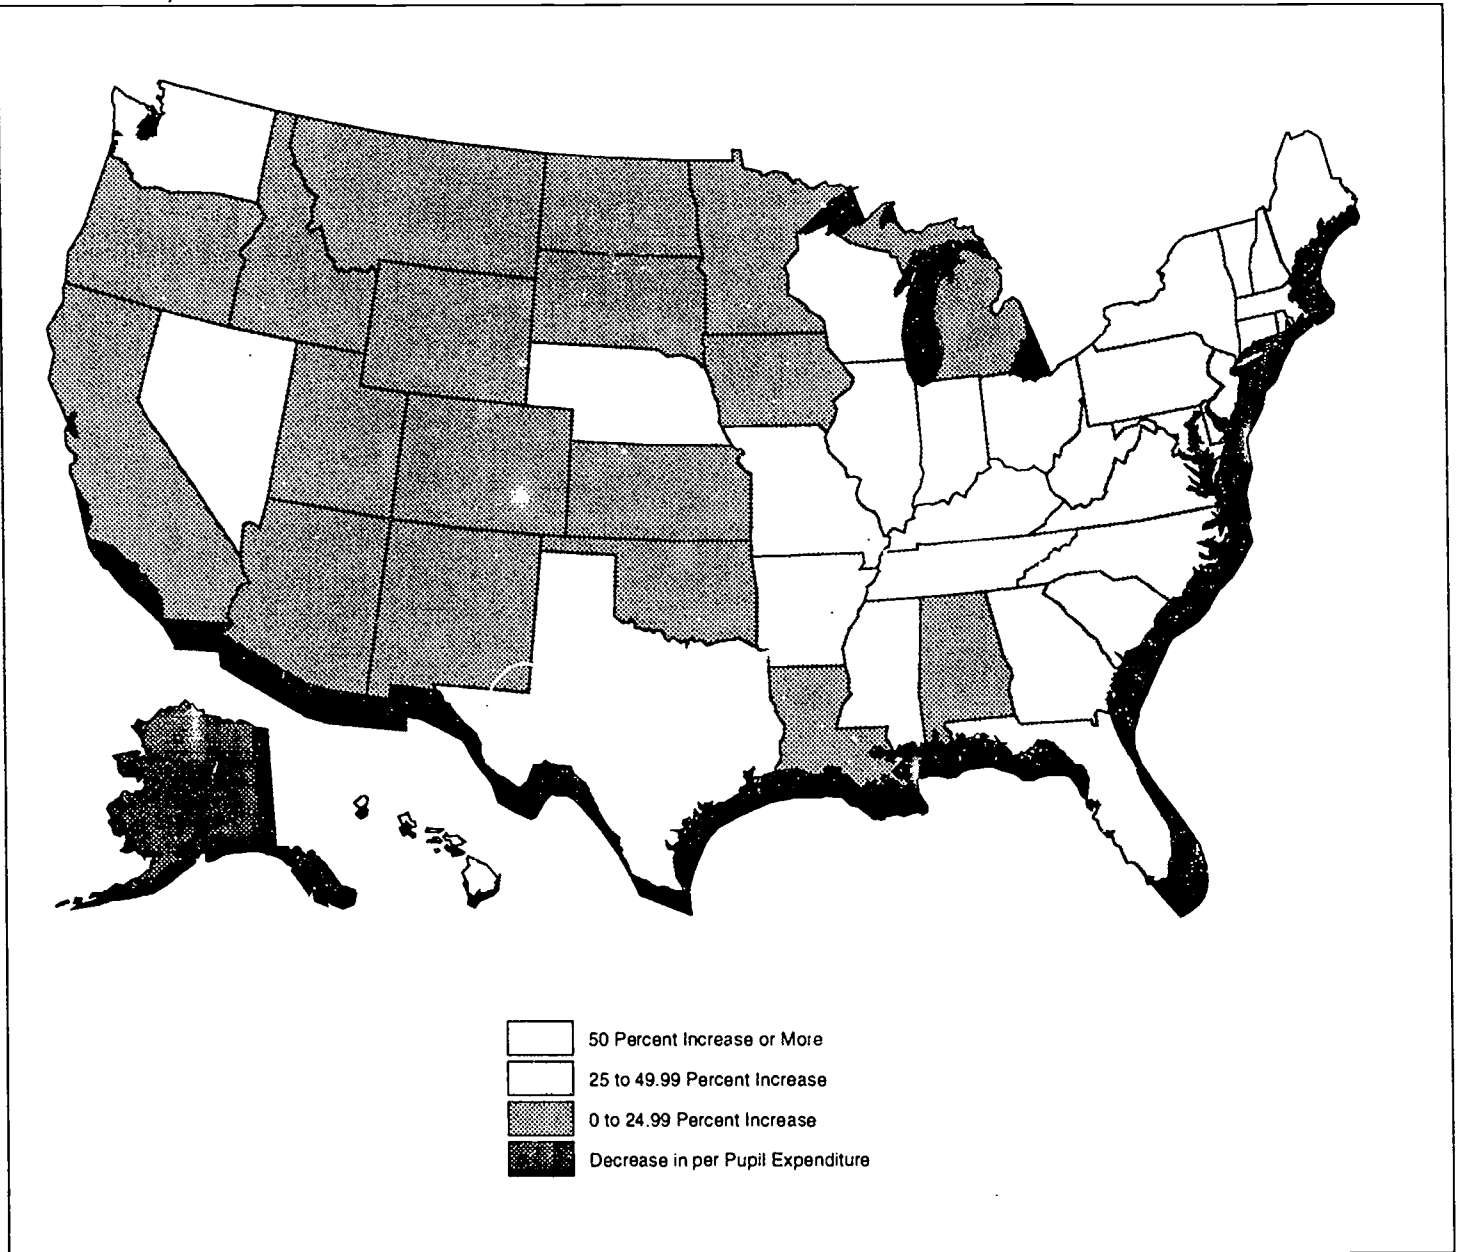 50 Percent Increase or More
25 to 49.99 Percent Increase
0 to 24.99 Percent Increase
Decrease in per Pupil Expenditure